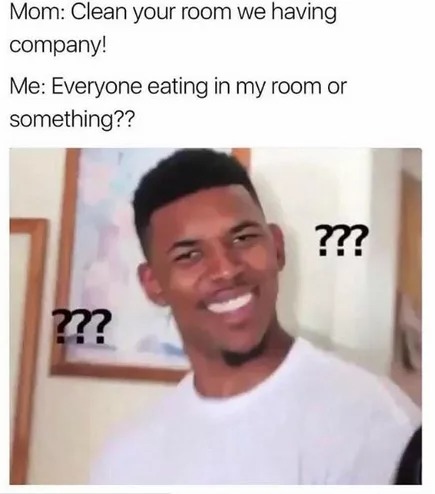 Mom: Clean your room we having
company!
Me: Everyone eating in my room or
something??
???
???